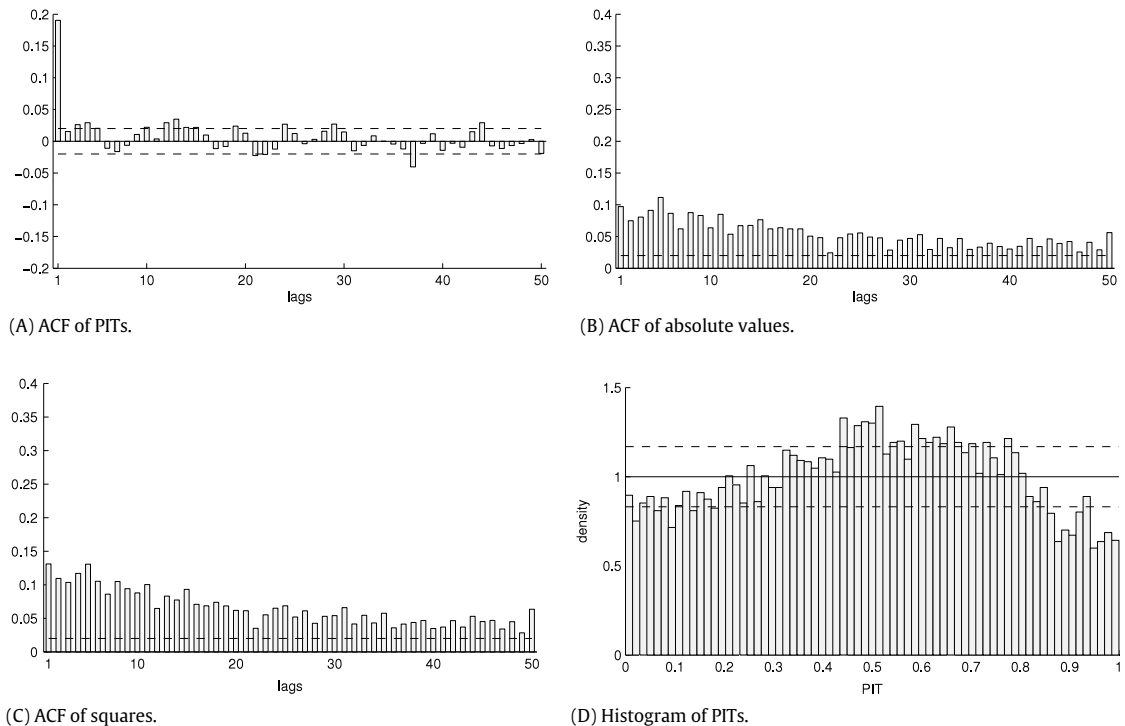 0.2
0.15
0.1
0.05
0
−0.05
−0.1
−0.15
−0.2
1 10 20 30 40 50
lags
(A) ACF of PITs.
0.4
0.35
0.3
0.25
0.2
0.15
0.1
0.05
0
1 10 20 30 40 50
lags
(B) ACF of absolute values.
0.4
0.35
0.3
0.25
0.2
0.15
0.1
0.05
0
1 10 20 30 40 50
lags
(C) ACF of squares.
1.5
1
0.5
0
density
0 0.1 0.2 0.3 0.4 0.5 0.6 0.7 0.8 0.9 1
PIT
(D) Histogram of PITs.